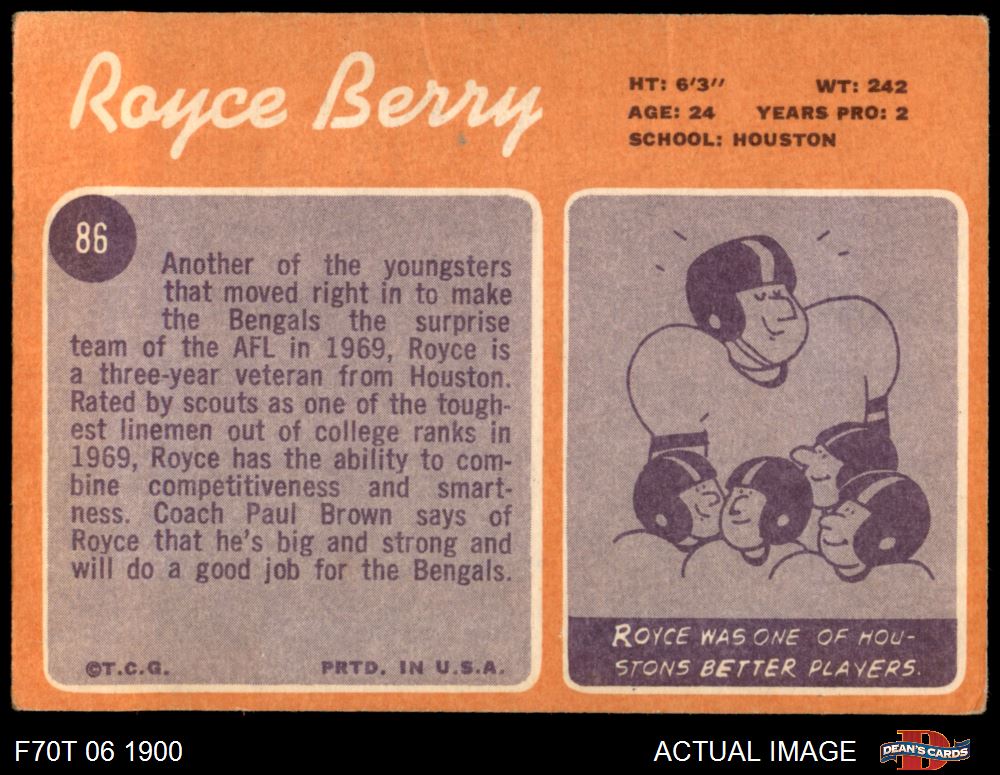 Royce Berry
HT: 6'3" WT: 242
AGE: 24 YEARS PRO: 2
SCHOOL: HOUSTON
86
Another of the youngsters
that moved right in to make
the Bengals the surprise
team of the AFL in 1969, Royce is
a three-year veteran from Houston.
Rated by scouts as one of the tough-
est linemen out of college ranks in
1969, Royce has the ability to com-
bine competitiveness and smart-
ness. Coach Paul Brown says of
Royce that he's big and strong and
will do a good job for the Bengals.
©T.C.G. PRTD. IN U.S.A.
ROYCE WAS ONE OF HOU-
STONS BETTER PLAYERS.
F70T 06 1900
ACTUAL IMAGE
D
DEAN'S CARDS